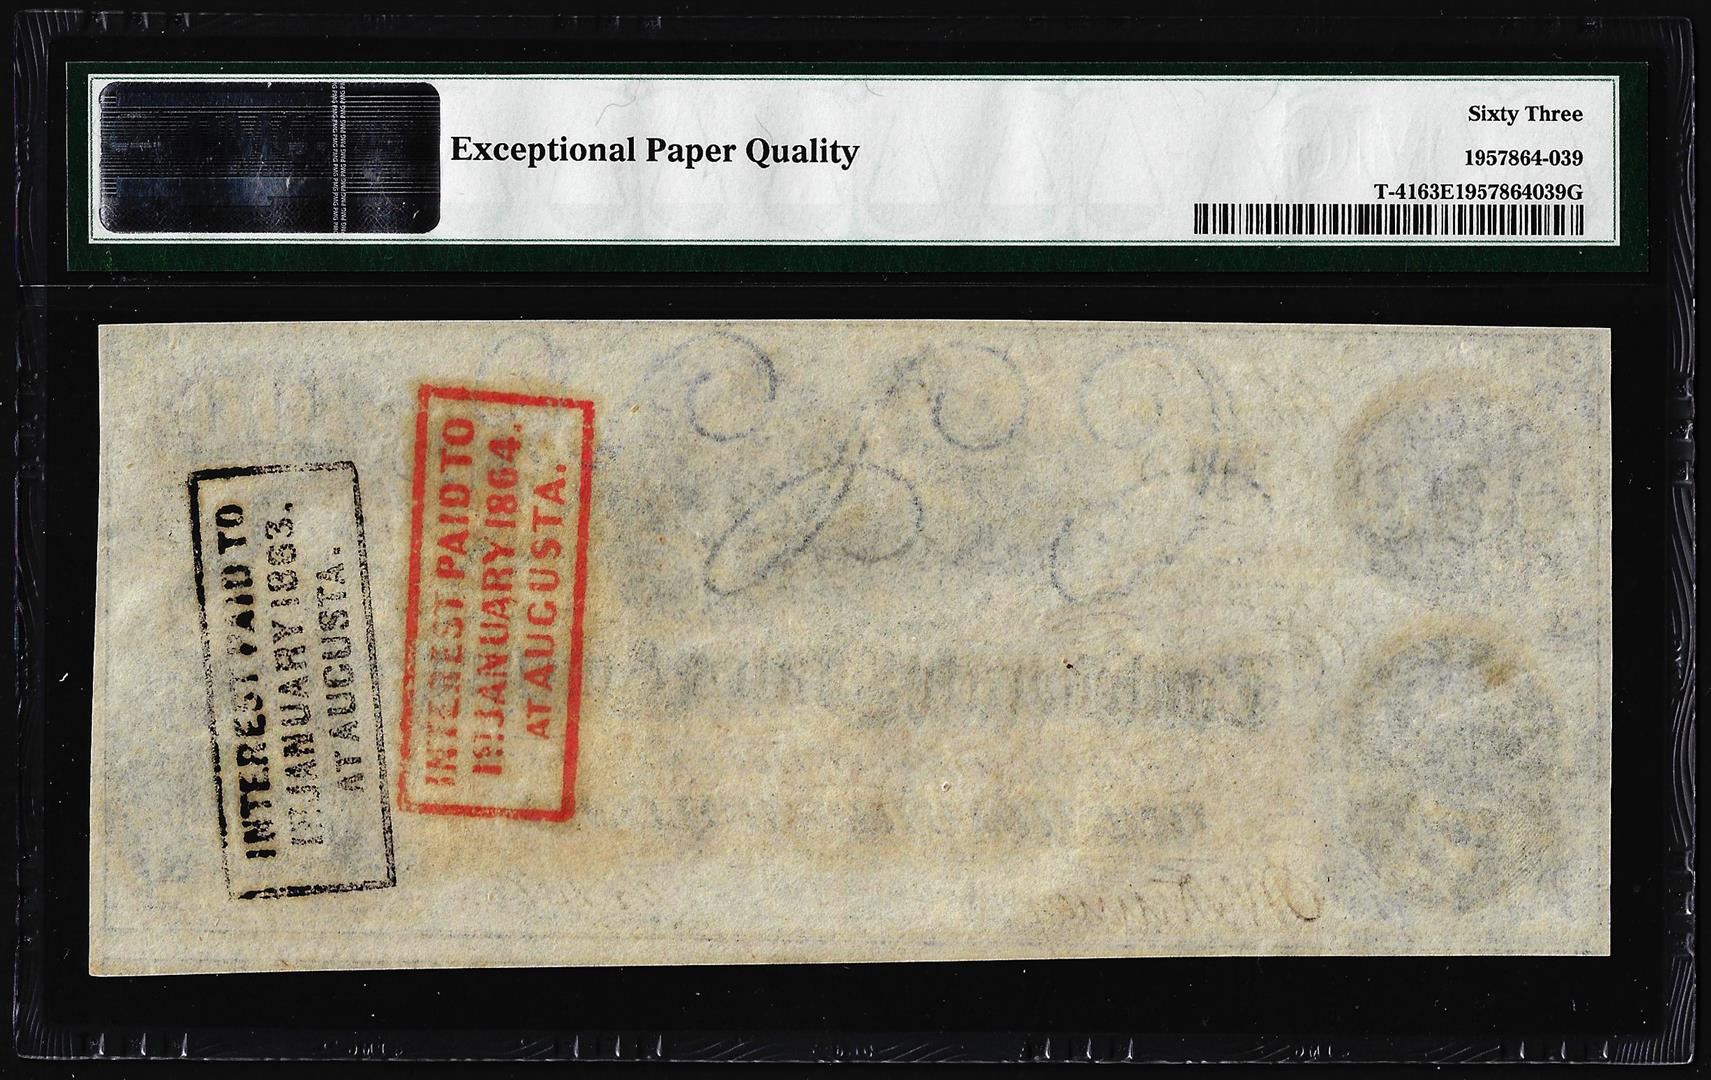 Exceptional Paper Quality
Sixty Three
1957864-039
T-4163E1957864039G
INTEREST PAID TO
1st JANUARY 1863.
AT AUGUSTA.
INTEREST PAID TO
1st JANUARY 1864.
AT AUGUSTA.